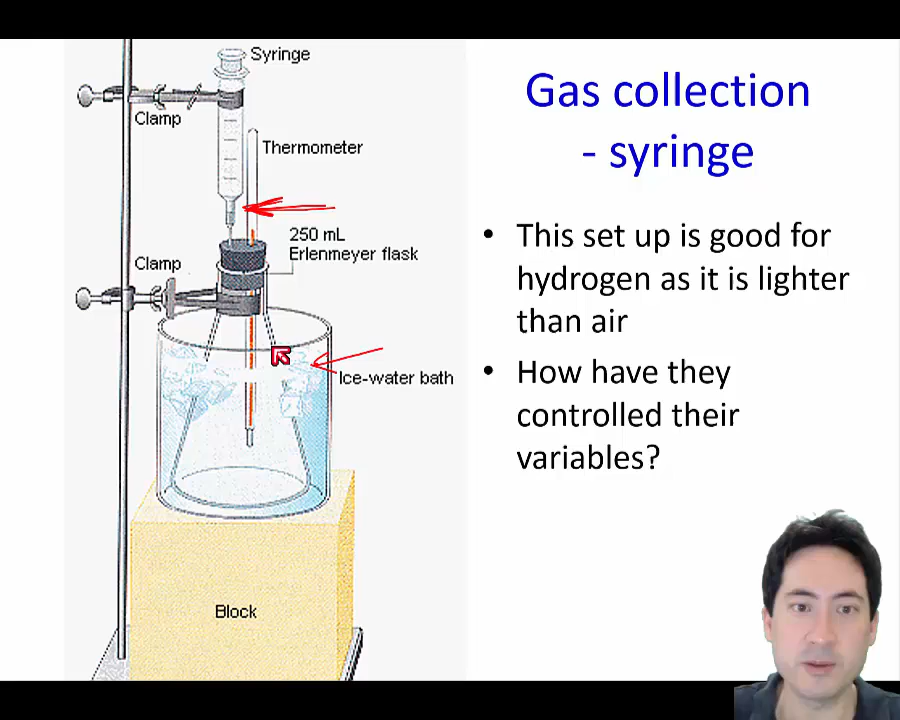 Syringe
Clamp
Thermometer
250 mL
Erlenmeyer flask
Clamp
Ice-water bath
Block
Gas collection
- syringe
• This set up is good for
hydrogen as it is lighter
than air
• How have they
controlled their
variables?